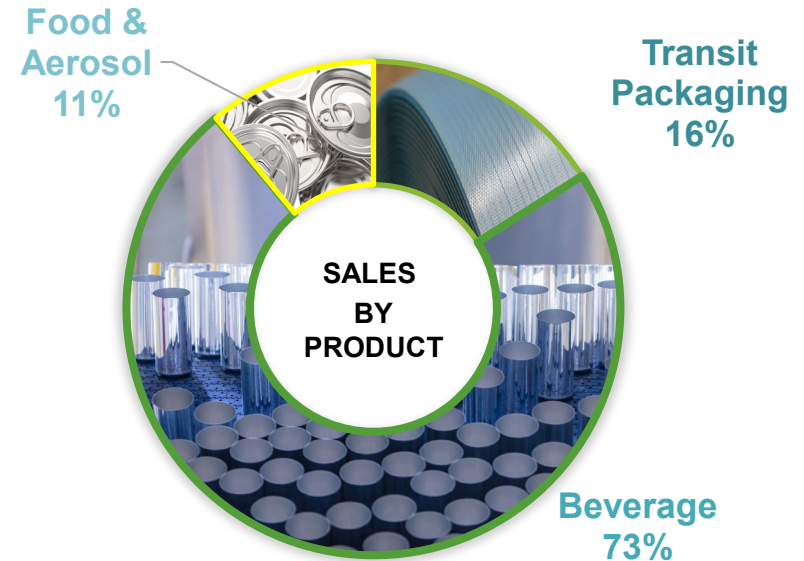 Food &
Aerosol
11%
Transit
Packaging
16%
SALES
BY
PRODUCT
Beverage
73%